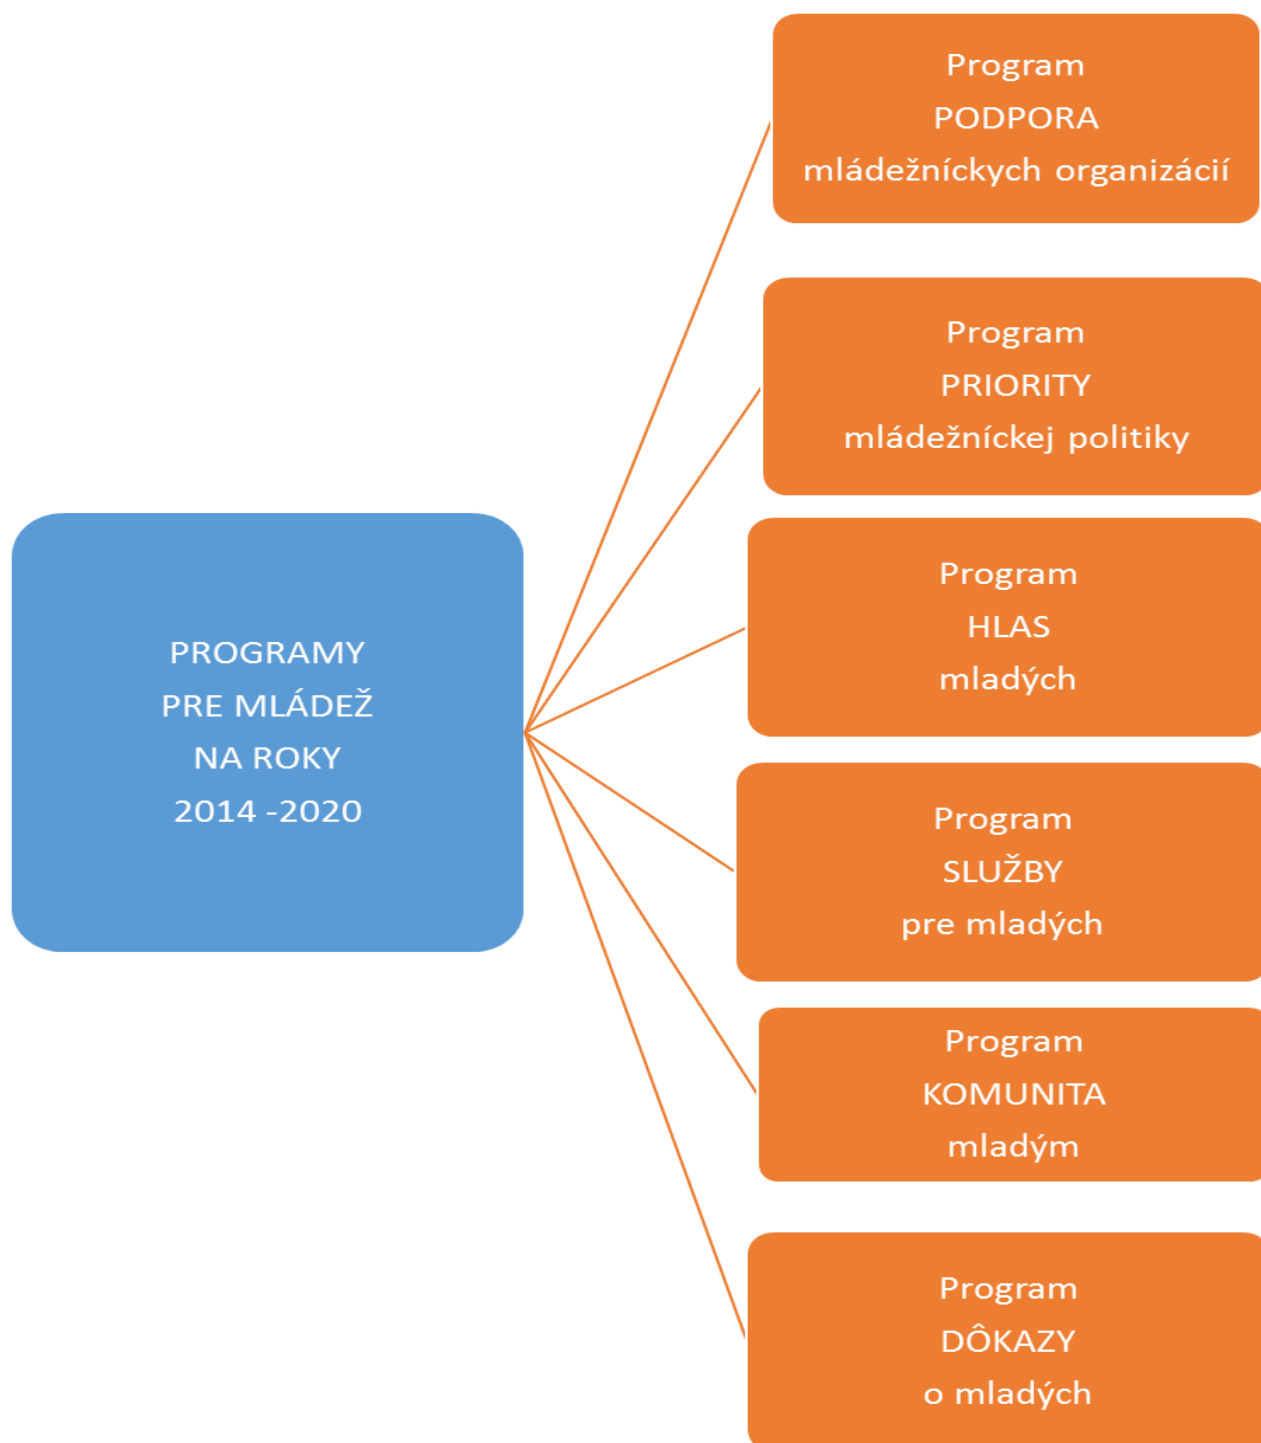 Program
PODPORA
mládežníckych organizácií
Program
PRIORITY
mládežníckej politiky
Program
HLAS
mladých
PROGRAMY
PRE MLÁDEŽ
NA ROKY
2014 -2020
Program
SLUŽBY
pre mladých
Program
KOMUNITA
mladým
Program
DÔKAZY
o mladých